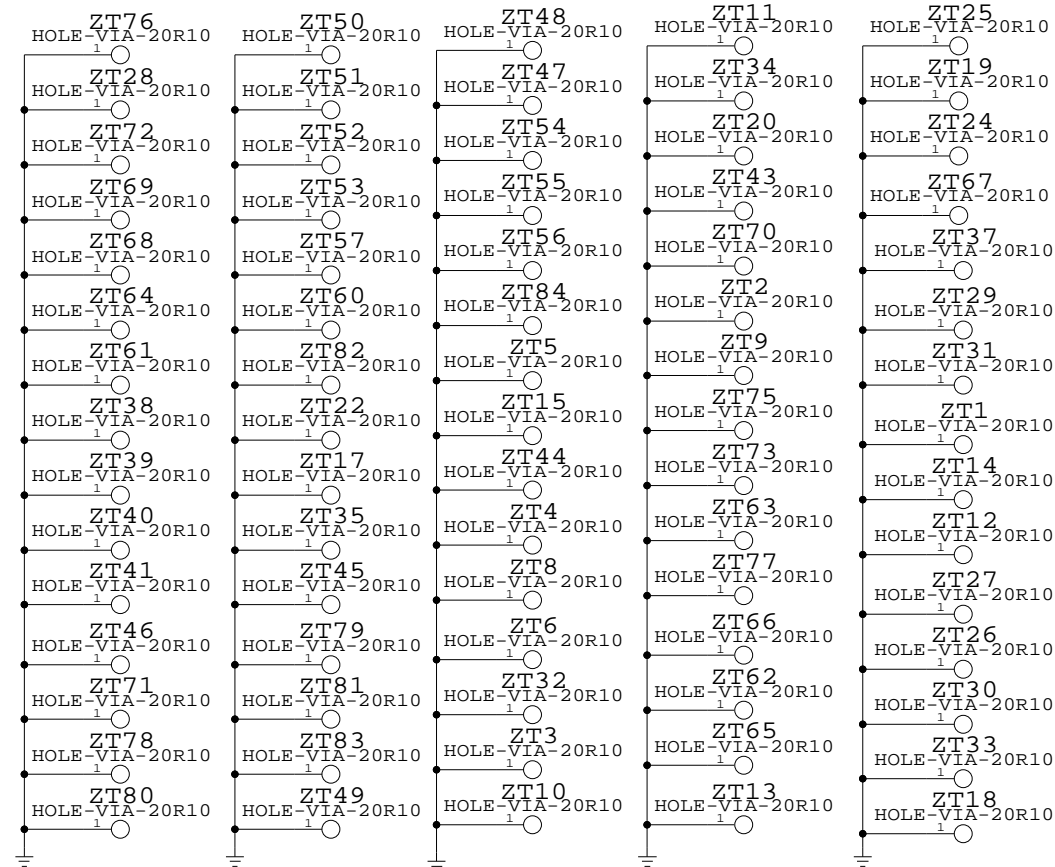 ZT76
HOLE-VIA-20R10
1
ZT28
HOLE-VIA-20R10
1
ZT72
HOLE-VIA-20R10
1
ZT69
HOLE-VIA-20R10
1
ZT68
HOLE-VIA-20R10
1
ZT64
HOLE-VIA-20R10
1
ZT61
HOLE-VIA-20R10
1
ZT38
HOLE-VIA-20R10
1
ZT39
HOLE-VIA-20R10
1
ZT40
HOLE-VIA-20R10
1
ZT41
HOLE-VIA-20R10
1
ZT46
HOLE-VIA-20R10
1
ZT71
HOLE-VIA-20R10
1
ZT78
HOLE-VIA-20R10
1
ZT80
HOLE-VIA-20R10
1
ZT50
HOLE-VIA-20R10
1
ZT51
HOLE-VIA-20R10
1
ZT52
HOLE-VIA-20R10
1
ZT53
HOLE-VIA-20R10
1
ZT57
HOLE-VIA-20R10
1
ZT60
HOLE-VIA-20R10
1
ZT82
HOLE-VIA-20R10
1
ZT22
HOLE-VIA-20R10
1
ZT17
HOLE-VIA-20R10
1
ZT35
HOLE-VIA-20R10
1
ZT45
HOLE-VIA-20R10
1
ZT79
HOLE-VIA-20R10
1
ZT81
HOLE-VIA-20R10
1
ZT83
HOLE-VIA-20R10
1
ZT49
HOLE-VIA-20R10
1
ZT48
HOLE-VIA-20R10
1
ZT47
HOLE-VIA-20R10
1
ZT54
HOLE-VIA-20R10
1
ZT55
HOLE-VIA-20R10
1
ZT56
HOLE-VIA-20R10
1
ZT84
HOLE-VIA-20R10
1
ZT5
HOLE-VIA-20R10
1
ZT15
HOLE-VIA-20R10
1
ZT44
HOLE-VIA-20R10
1
ZT4
HOLE-VIA-20R10
1
ZT8
HOLE-VIA-20R10
1
ZT6
HOLE-VIA-20R10
1
ZT32
HOLE-VIA-20R10
1
ZT3
HOLE-VIA-20R10
1
ZT10
HOLE-VIA-20R10
1
ZT11
HOLE-VIA-20R10
1
ZT34
HOLE-VIA-20R10
1
ZT20
HOLE-VIA-20R10
1
ZT43
HOLE-VIA-20R10
1
ZT70
HOLE-VIA-20R10
1
ZT2
HOLE-VIA-20R10
1
ZT9
HOLE-VIA-20R10
1
ZT75
HOLE-VIA-20R10
1
ZT73
HOLE-VIA-20R10
1
ZT63
HOLE-VIA-20R10
1
ZT77
HOLE-VIA-20R10
1
ZT66
HOLE-VIA-20R10
1
ZT62
HOLE-VIA-20R10
1
ZT65
HOLE-VIA-20R10
1
ZT13
HOLE-VIA-20R10
1
ZT25
HOLE-VIA-20R10
1
ZT19
HOLE-VIA-20R10
1
ZT24
HOLE-VIA-20R10
1
ZT67
HOLE-VIA-20R10
1
ZT37
HOLE-VIA-20R10
1
ZT29
HOLE-VIA-20R10
1
ZT31
HOLE-VIA-20R10
1
ZT1
HOLE-VIA-20R10
1
ZT14
HOLE-VIA-20R10
1
ZT12
HOLE-VIA-20R10
1
ZT27
HOLE-VIA-20R10
1
ZT26
HOLE-VIA-20R10
1
ZT30
HOLE-VIA-20R10
1
ZT33
HOLE-VIA-20R10
1
ZT18
HOLE-VIA-20R10
1